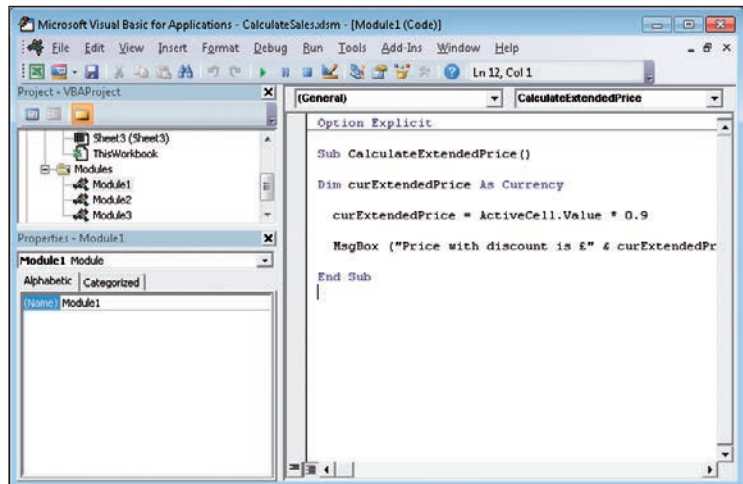 Microsoft Visual Basic for Applications - CalculateSales.xlsm - [Module1 (Code)]
File Edit View Insert Format Debug Run Tools Add-Ins Window Help
Ln 12, Col 1
Project - VBAProject
Sheet3 (Sheet3)
ThisWorkbook
Modules
Module1
Module2
Module3
Properties - Module1
Module1 Module
Alphabetic Categorized
(Name) Module1
(General) CalculateExtendedPrice
Option Explicit
Sub CalculateExtendedPrice()
Dim curExtendedPrice As Currency
curExtendedPrice = ActiveCell.Value * 0.9
MsgBox ("Price with discount is £" & curExtendedPr
End Sub